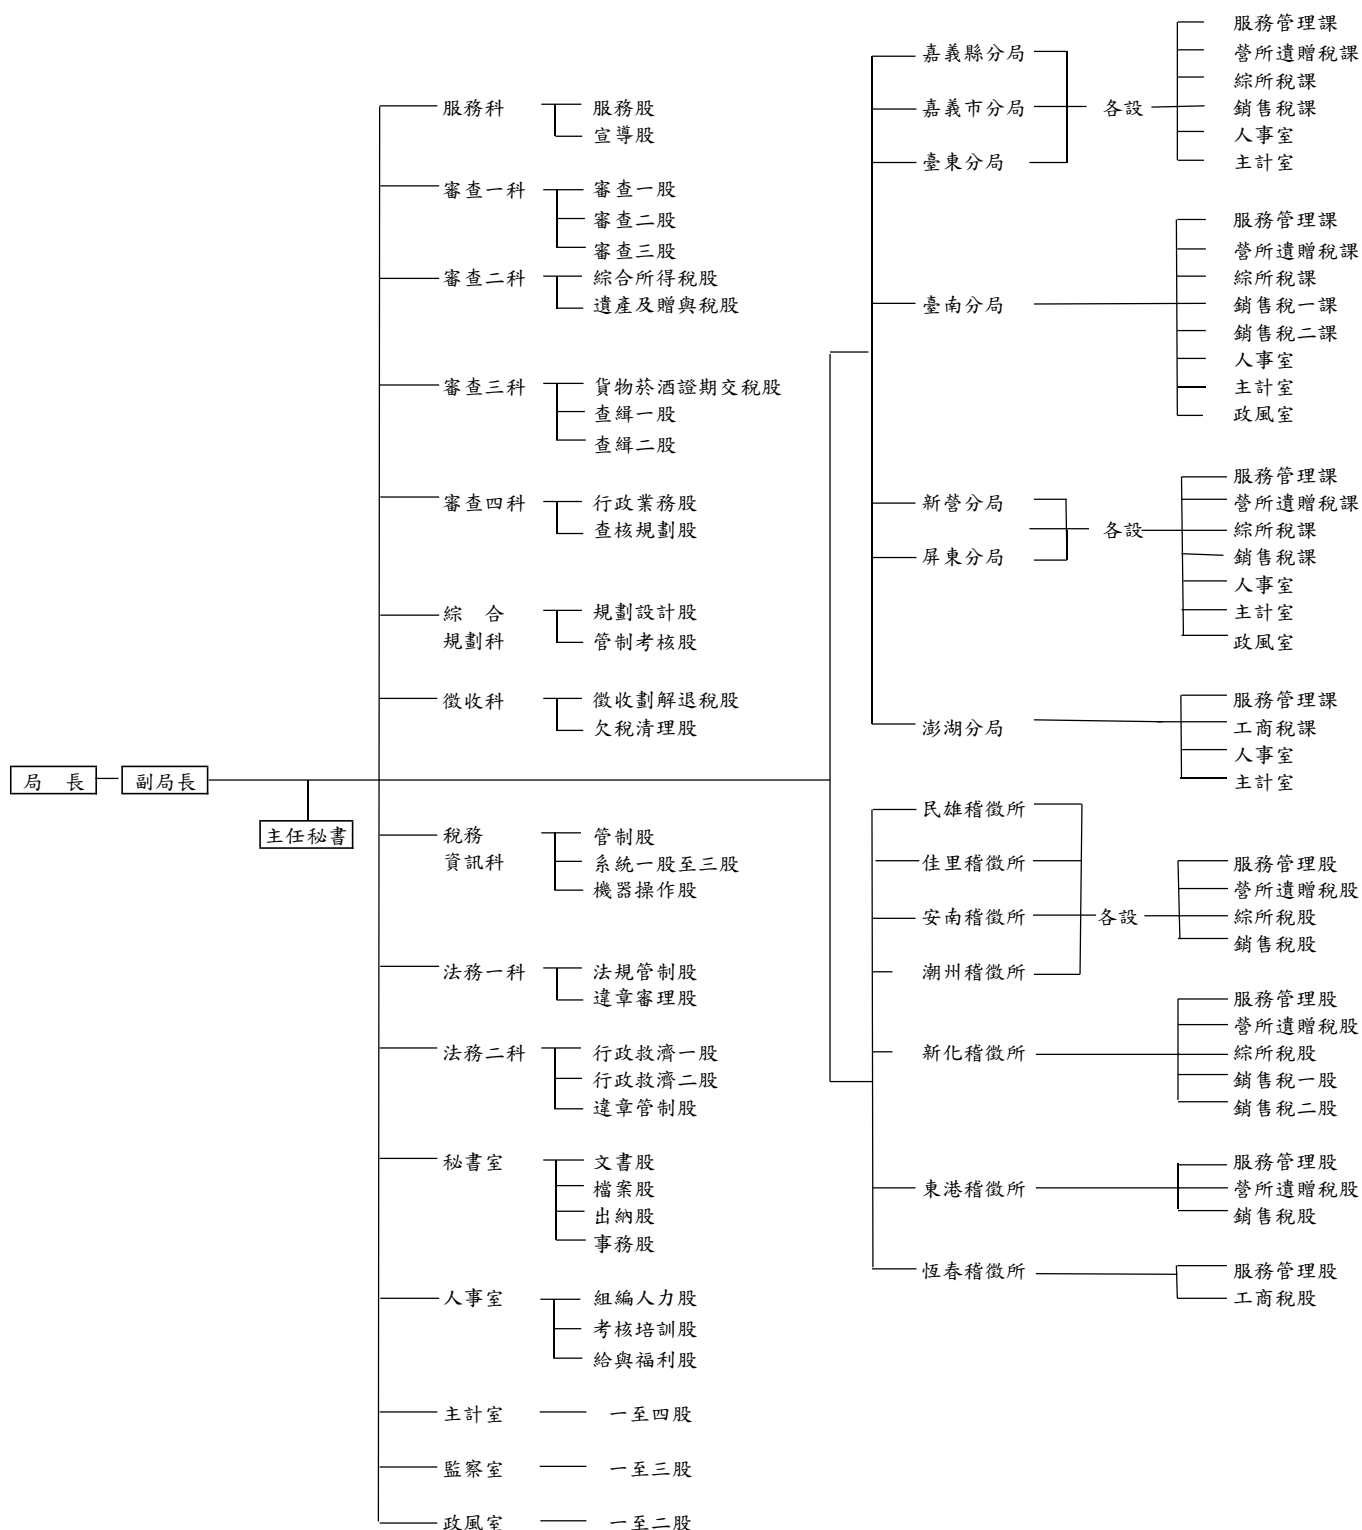 局 長
副局長
主任秘書
服務科
服務股
宣導股
審查一科
審查一股
審查二股
審查三股
審查二科
綜合所得稅股
遺產及贈與稅股
審查三科
貨物菸酒證期交稅股
查緝一股
查緝二股
審查四科
行政業務股
查核規劃股
綜 合
規劃科
規劃設計股
管制考核股
徵收科
徵收劃解退稅股
欠稅清理股
稅務
資訊科
管制股
系統一股至三股
機器操作股
法務一科
法規管制股
違章審理股
法務二科
行政救濟一股
行政救濟二股
違章管制股
秘書室
文書股
檔案股
出納股
事務股
人事室
組編人力股
考核培訓股
給與福利股
主計室
一至四股
監察室
一至三股
政風室
一至二股
嘉義縣分局
嘉義市分局
臺東分局
各設
服務管理課
營所遺贈稅課
綜所稅課
銷售稅課
人事室
主計室
臺南分局
服務管理課
營所遺贈稅課
綜所稅課
銷售稅一課
銷售稅二課
人事室
主計室
政風室
新營分局
屏東分局
各設
服務管理課
營所遺贈稅課
綜所稅課
銷售稅課
人事室
主計室
政風室
澎湖分局
服務管理課
工商稅課
人事室
主計室
民雄稽徵所
佳里稽徵所
安南稽徵所
潮州稽徵所
各設
服務管理股
營所遺贈稅股
綜所稅股
銷售稅股
新化稽徵所
服務管理股
營所遺贈稅股
綜所稅股
銷售稅一股
銷售稅二股
東港稽徵所
服務管理股
營所遺贈稅股
銷售稅股
恆春稽徵所
服務管理股
工商稅股